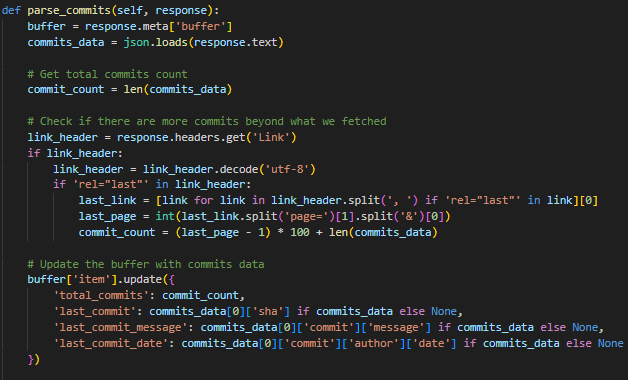 def parse_commits(self, response):
    buffer = response.meta['buffer']
    commits_data = json.loads(response.text)

    # Get total commits count
    commit_count = len(commits_data)

    # Check if there are more commits beyond what we fetched
    link_header = response.headers.get('Link')
    if link_header:
        link_header = link_header.decode('utf-8')
        if 'rel="last"' in link_header:
            last_link = [link for link in link_header.split(', ') if 'rel="last"' in link][0]
            last_page = int(last_link.split('page=')[1].split('&')[0])
            commit_count = (last_page - 1) * 100 + len(commits_data)

    # Update the buffer with commits data
    buffer['item'].update({
        'total_commits': commit_count,
        'last_commit': commits_data[0]['sha'] if commits_data else None,
        'last_commit_message': commits_data[0]['commit']['message'] if commits_data else None,
        'last_commit_date': commits_data[0]['commit']['author']['date'] if commits_data else None
    })